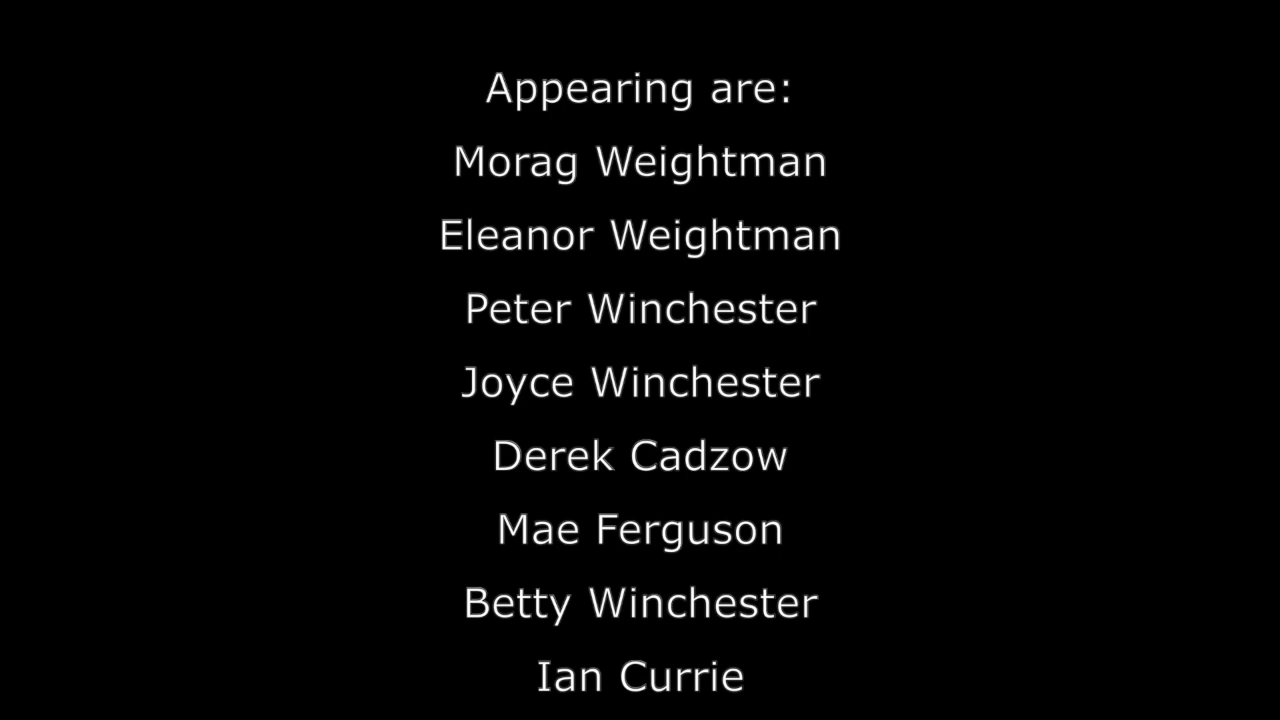 Appearing are:
Morag Weightman
Eleanor Weightman
Peter Winchester
Joyce Winchester
Derek Cadzow
Mae Ferguson
Betty Winchester
Ian Currie